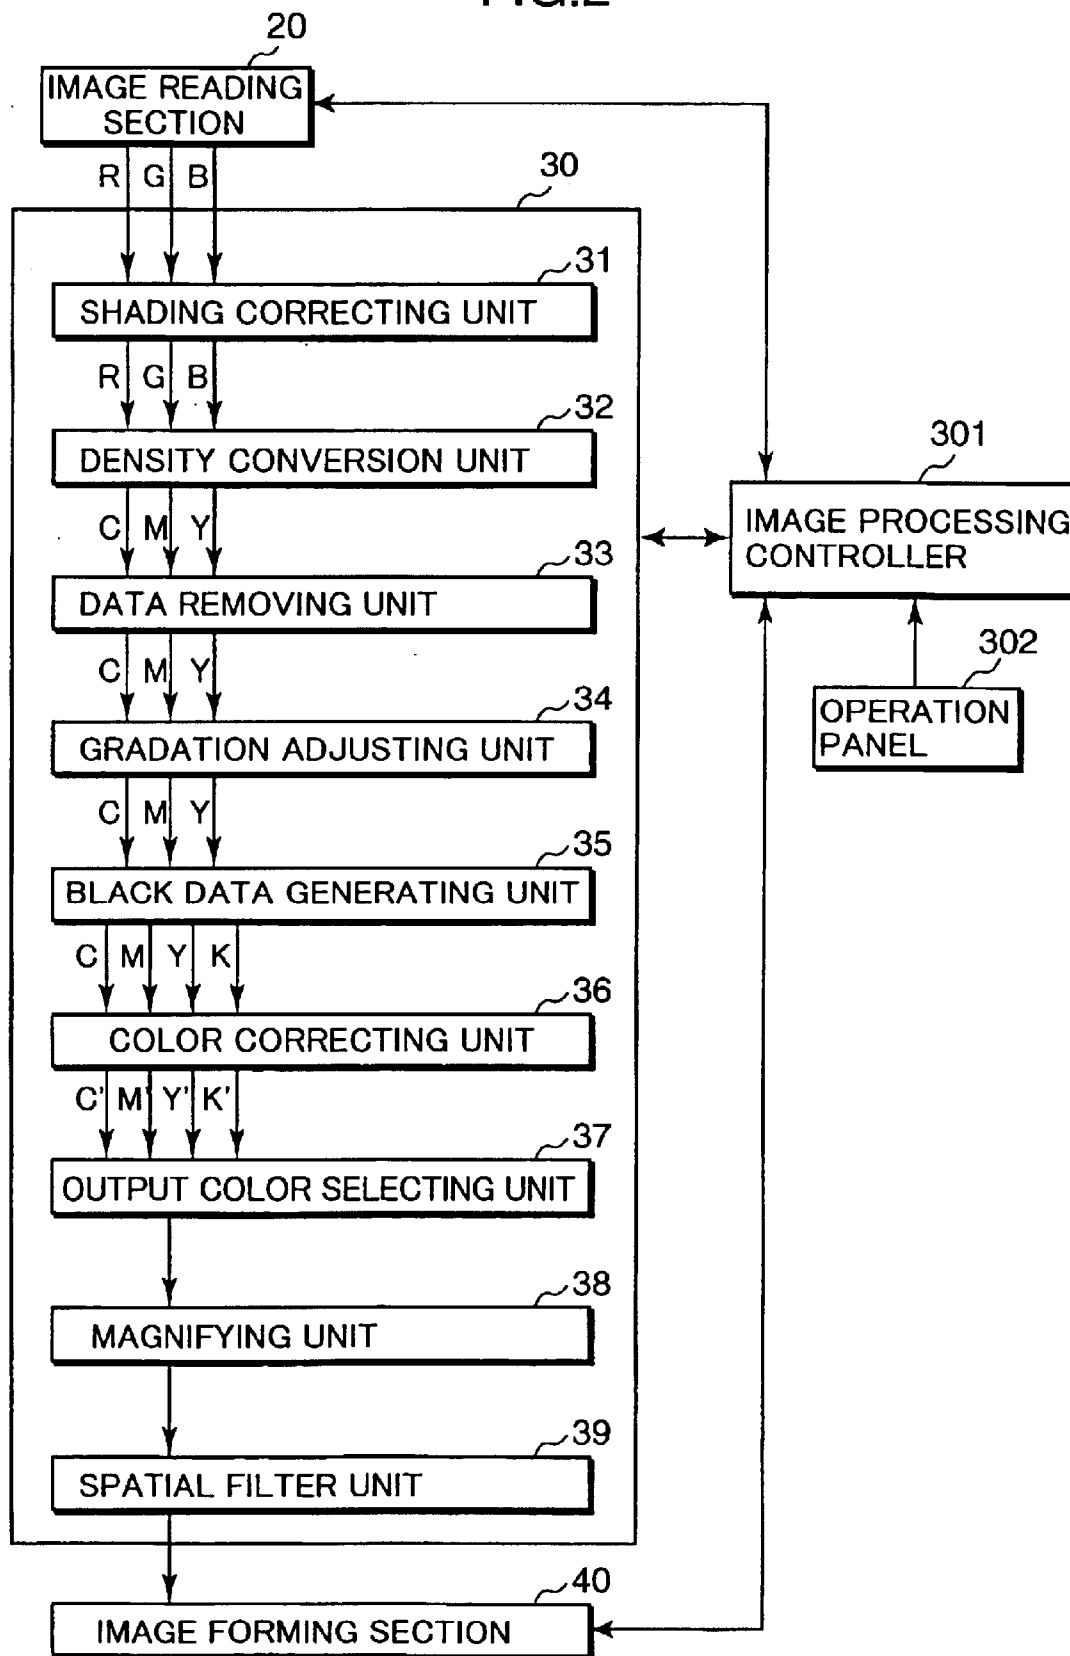 FIG.2
20
IMAGE READING
SECTION
R G B
30
31
SHADING CORRECTING UNIT
R G B
32
DENSITY CONVERSION UNIT
301
IMAGE PROCESSING
CONTROLLER
C M Y
33
DATA REMOVING UNIT
302
OPERATION
PANEL
C M Y
34
GRADATION ADJUSTING UNIT
C M Y
35
BLACK DATA GENERATING UNIT
C M Y K
36
COLOR CORRECTING UNIT
C' M' Y' K'
37
OUTPUT COLOR SELECTING UNIT
38
MAGNIFYING UNIT
39
SPATIAL FILTER UNIT
40
IMAGE FORMING SECTION